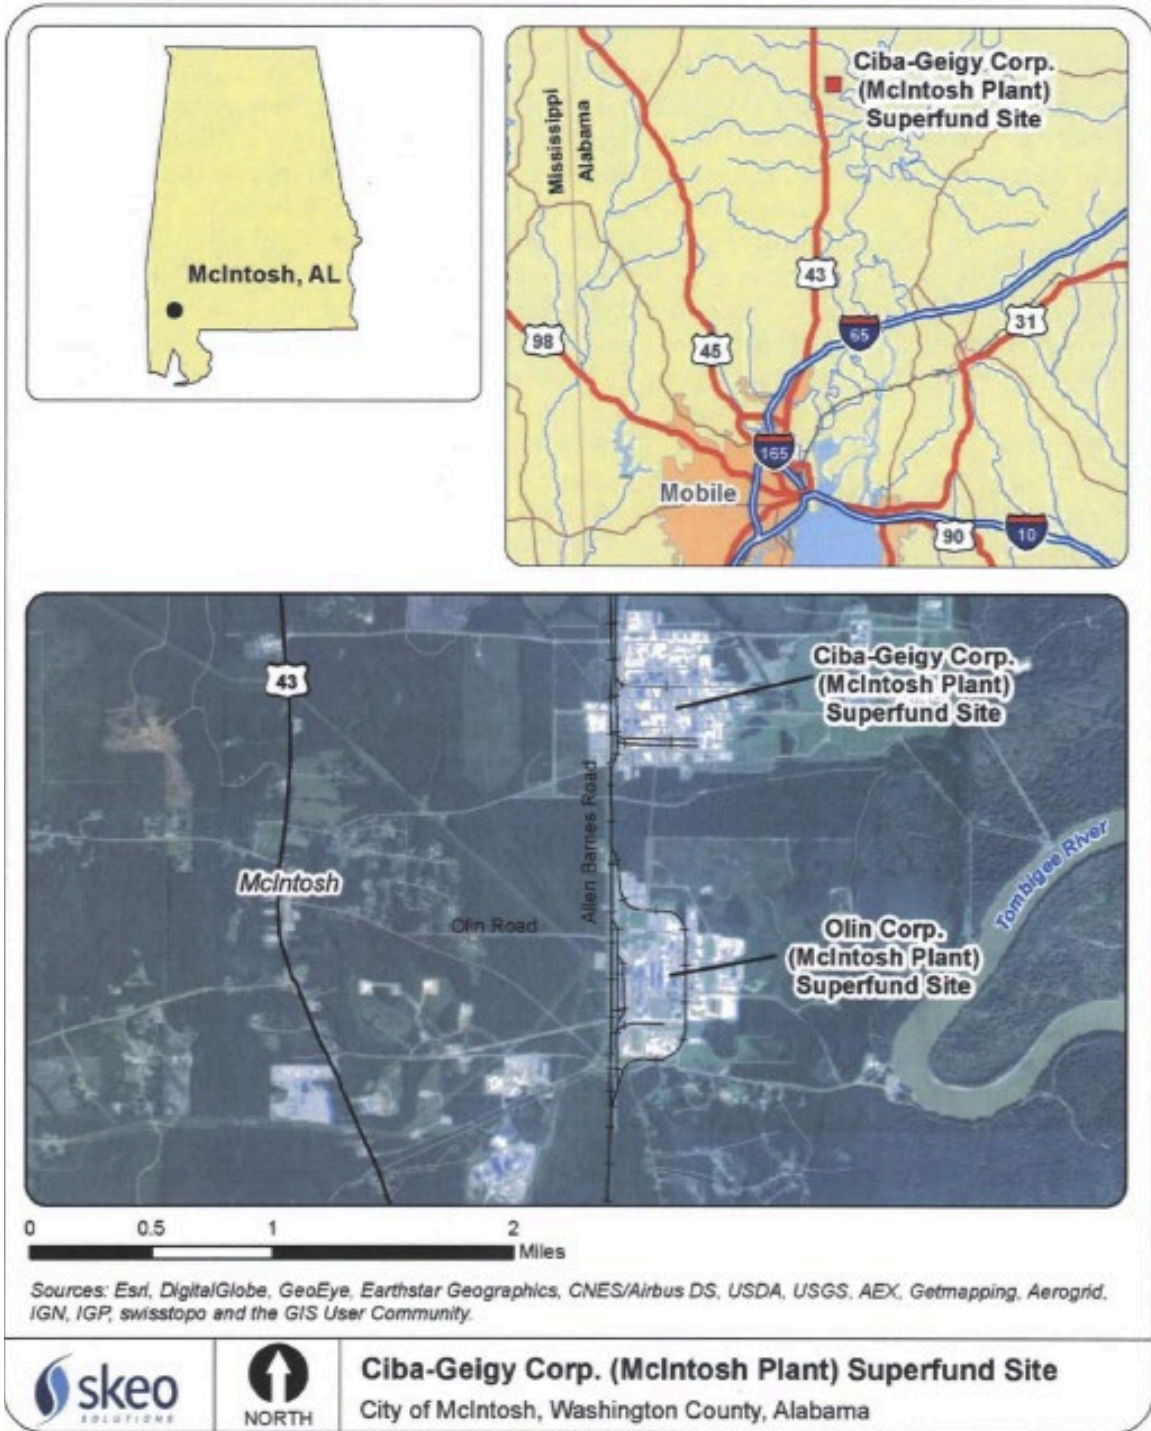 McIntosh, AL
Ciba-Geigy Corp.
(McIntosh Plant)
Superfund Site
Mississippi
Alabama
43
65
31
98
45
165
Mobile
90
10
43
Ciba-Geigy Corp.
(McIntosh Plant)
Superfund Site
Allen Barnes Road
Tombigee River
McIntosh
Olin Road
Olin Corp.
(McIntosh Plant)
Superfund Site
0 0.5 1 2
Miles
Sources: Esri, DigitalGlobe, GeoEye, Earthstar Geographics, CNES/Airbus DS, USDA, USGS, AEX, Getmapping, Aerogrid,
IGN, IGP, swisstopo and the GIS User Community.
skeo
SOLUTIONS
NORTH
Ciba-Geigy Corp. (McIntosh Plant) Superfund Site
City of McIntosh, Washington County, Alabama